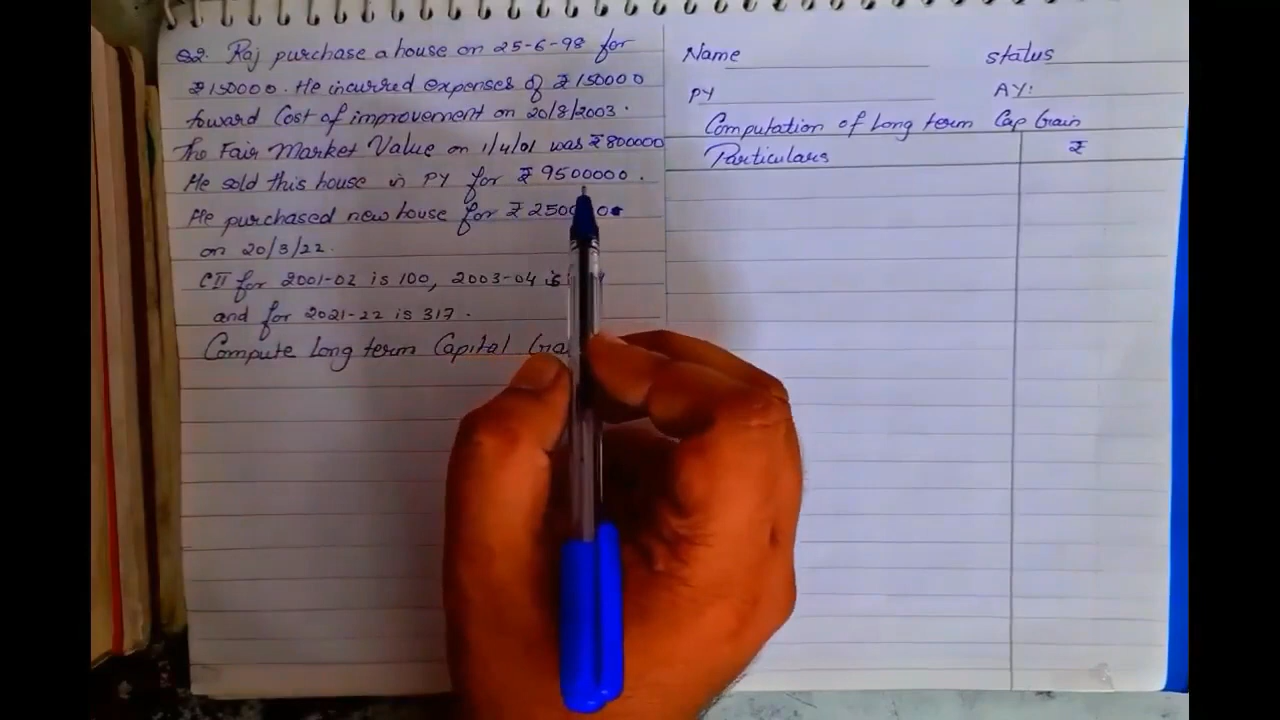 Q2. Raj purchase a house on 25-6-98 for
₹150000. He incurred expenses of ₹150000
toward Cost of improvement on 20/8/2003.
The Fair Market Value on 1/4/01 was ₹800000
He sold this house in PY for ₹ 9500000.
He purchased new house for ₹ 250
on 20/3/22.
CII for 2001-02 is 100, 2003-04 is
and for 2021-22 is 317.
Compute Long term Capital
Name
status
PY
AY:
Computation of Long term Cap Gain
Particulars
₹